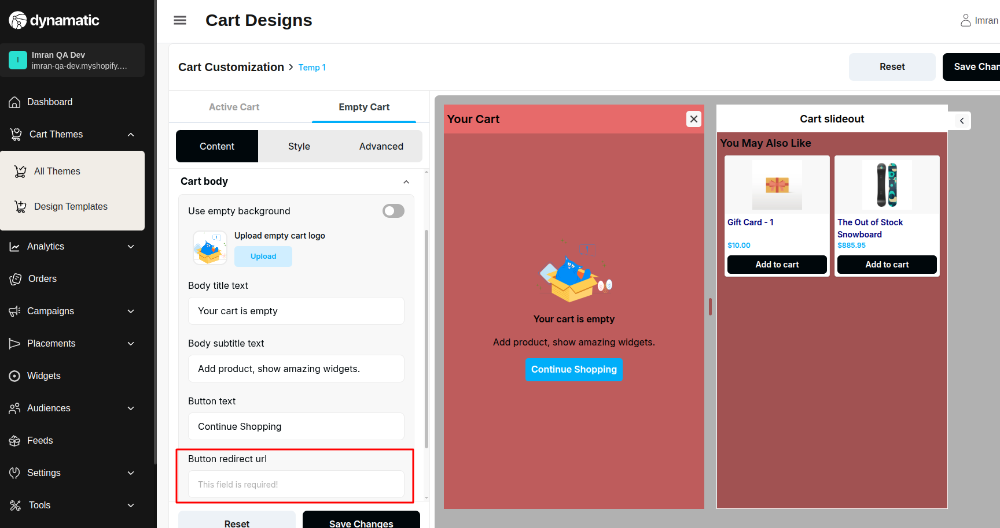 dynamatic
Cart Designs
Imran
I
Imran QA Dev
imran-qa-dev.myshopify....
Dashboard
Cart Themes
All Themes
Design Templates
Analytics
Orders
Campaigns
Placements
Widgets
Audiences
Feeds
Settings
Tools
Cart Customization > Temp 1
Reset
Save Chan
Active Cart
Empty Cart
Content
Style
Advanced
Cart body
Use empty background
Upload empty cart logo
Upload
Body title text
Your cart is empty
Body subtitle text
Add product, show amazing widgets.
Button text
Continue Shopping
Button redirect url
This field is required!
Reset
Save Changes
Your Cart
Your cart is empty
Add product, show amazing widgets.
Continue Shopping
Cart slideout
You May Also Like
Gift Card - 1
$10.00
Add to cart
The Out of Stock
Snowboard
$885.95
Add to cart